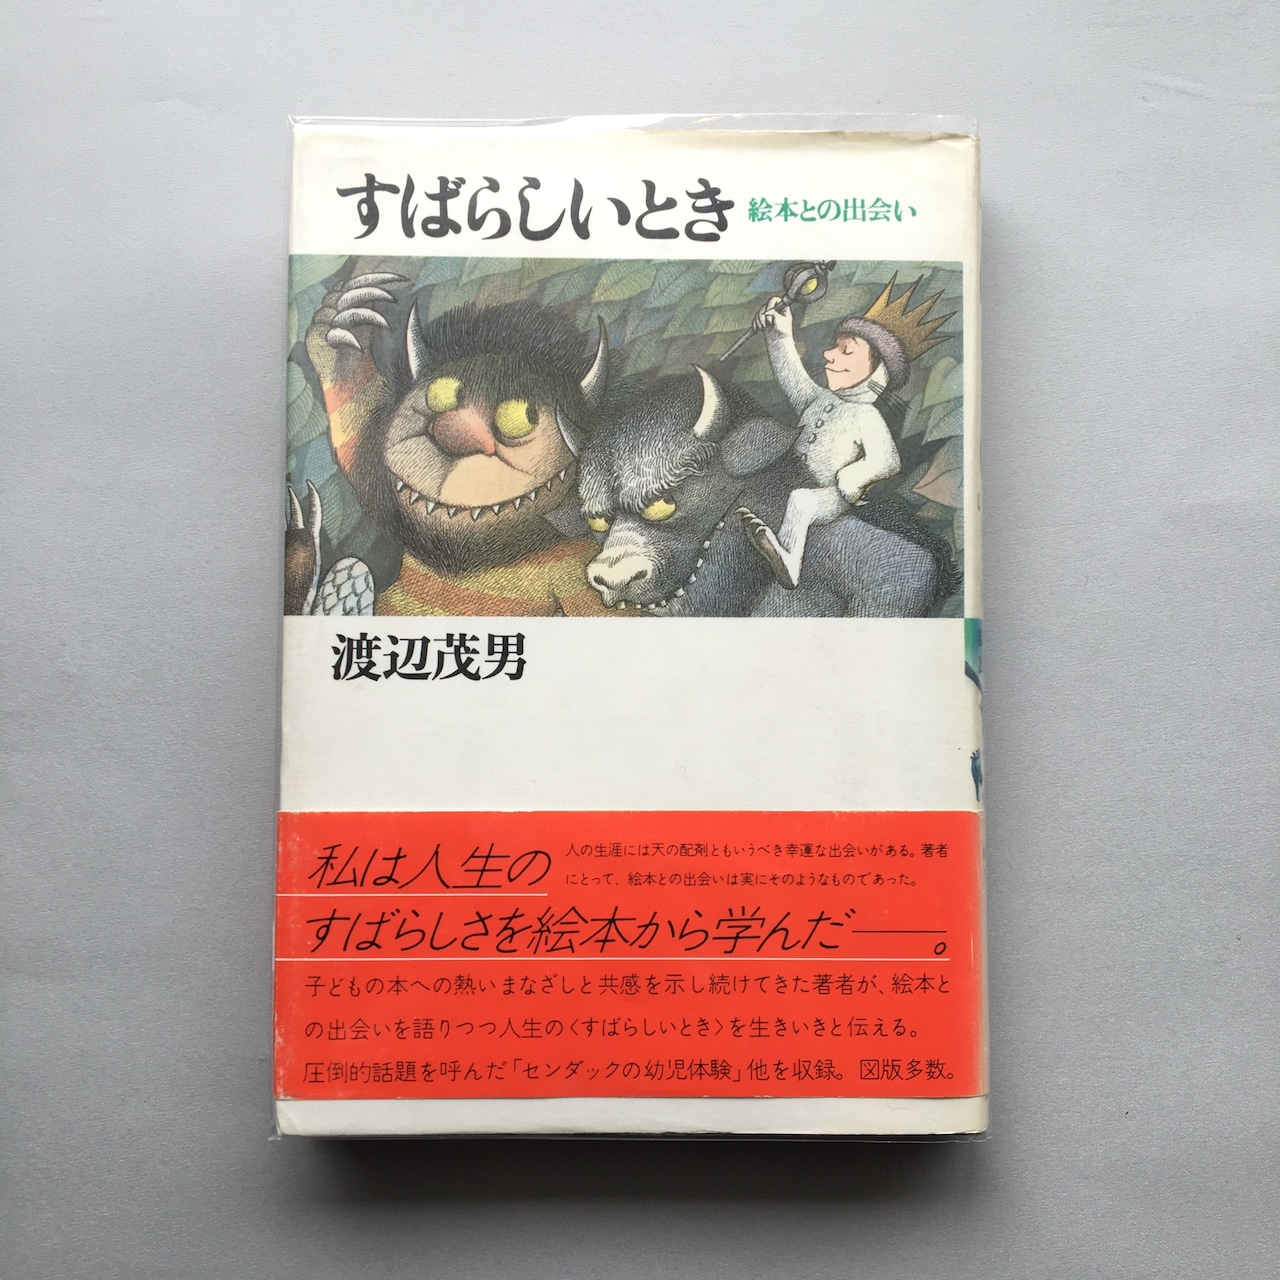 すばらしいとき 絵本との出会い
渡辺茂男
私は人生の
人の生涯には天の配剤ともいうべき幸運な出会いがある。著者
にとって、絵本との出会いは実にそのようなものであった。
すばらしさを絵本から学んだ――。
子どもの本への熱いまなざしと共感を示し続けてきた著者が、絵本と
の出会いを語りつつ人生の〈すばらしいとき〉を生きいきと伝える。
圧倒的話題を呼んだ「センダックの幼児体験」他を収録。図版多数。